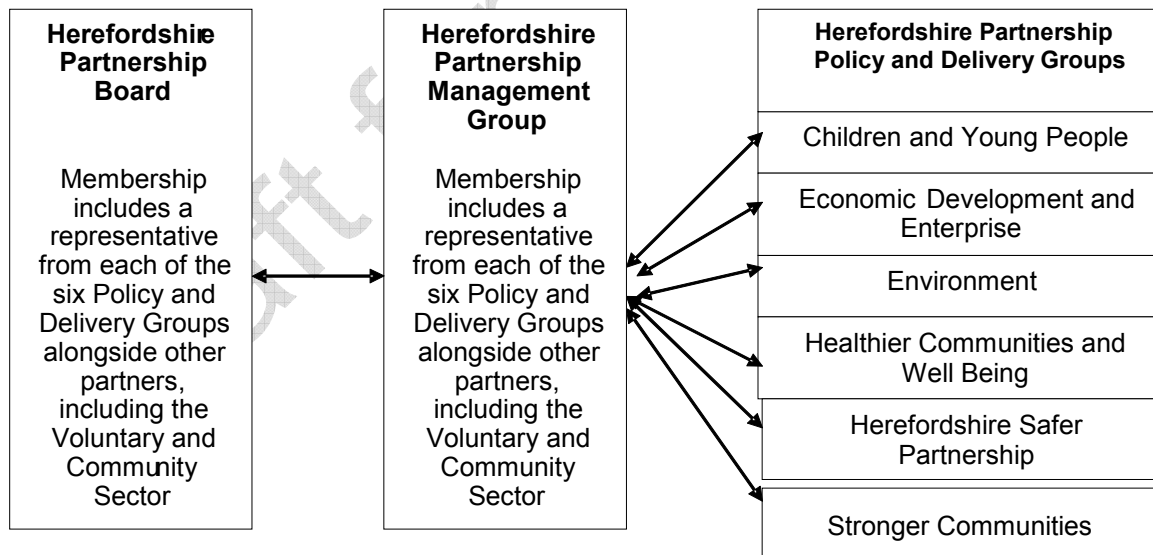 Herefordshire
Partnership
Board
Membership
includes a
representative
from each of the
six Policy and
Delivery Groups
alongside other
partners,
including the
Voluntary and
Community
Sector
Herefordshire
Partnership
Management
Group
Membership
includes a
representative
from each of the
six Policy and
Delivery Groups
alongside other
partners,
including the
Voluntary and
Community
Sector
Herefordshire Partnership
Policy and Delivery Groups
Children and Young People
Economic Development and
Enterprise
Environment
Healthier Communities and
Well Being
Herefordshire Safer
Partnership
Stronger Communities